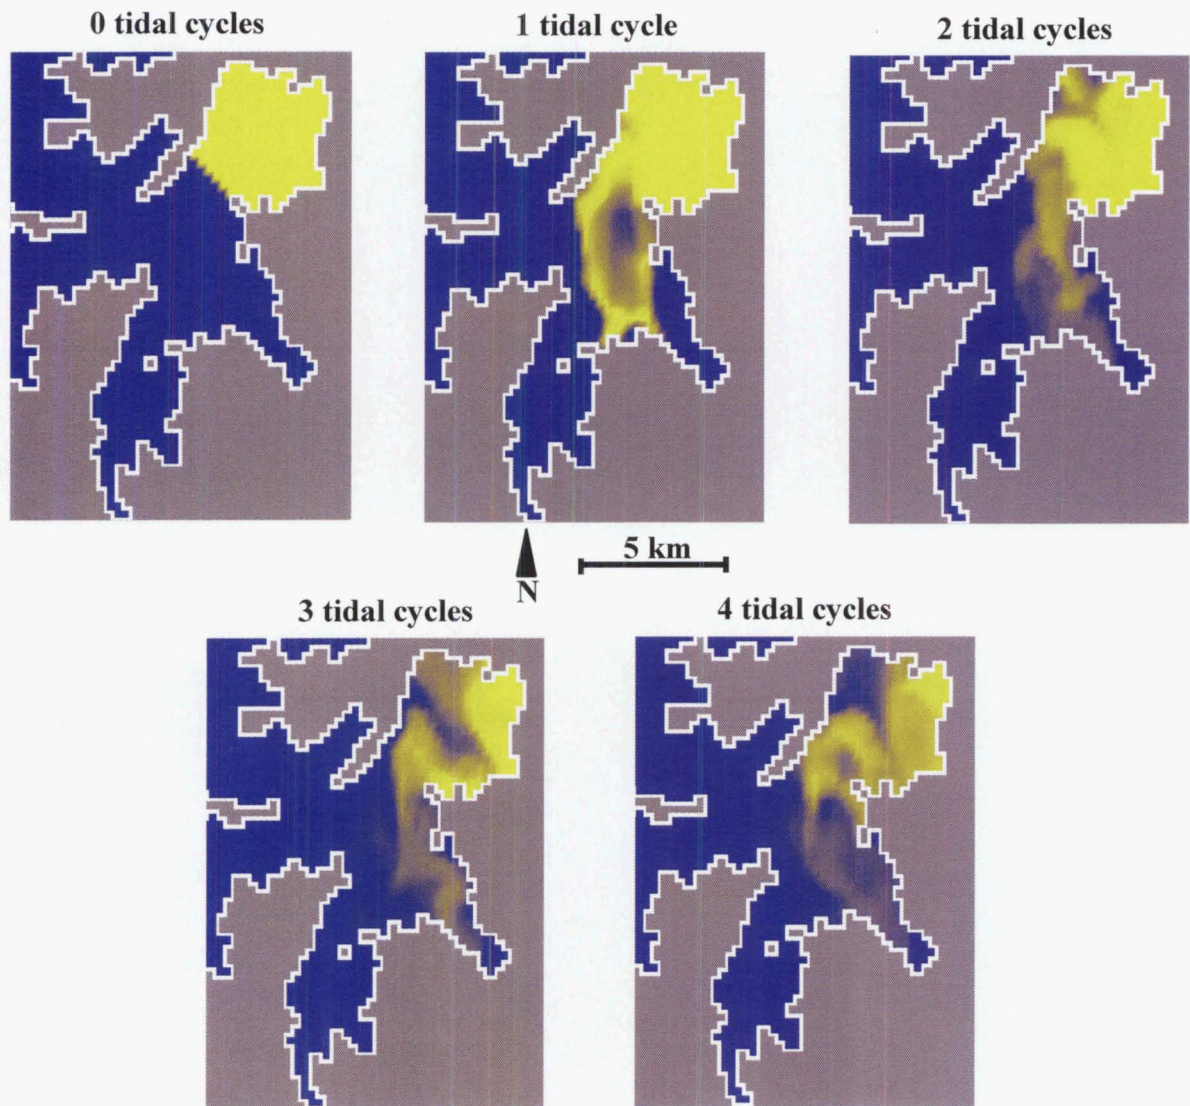 0 tidal cycles
1 tidal cycle
2 tidal cycles
N
5 km
3 tidal cycles
4 tidal cycles